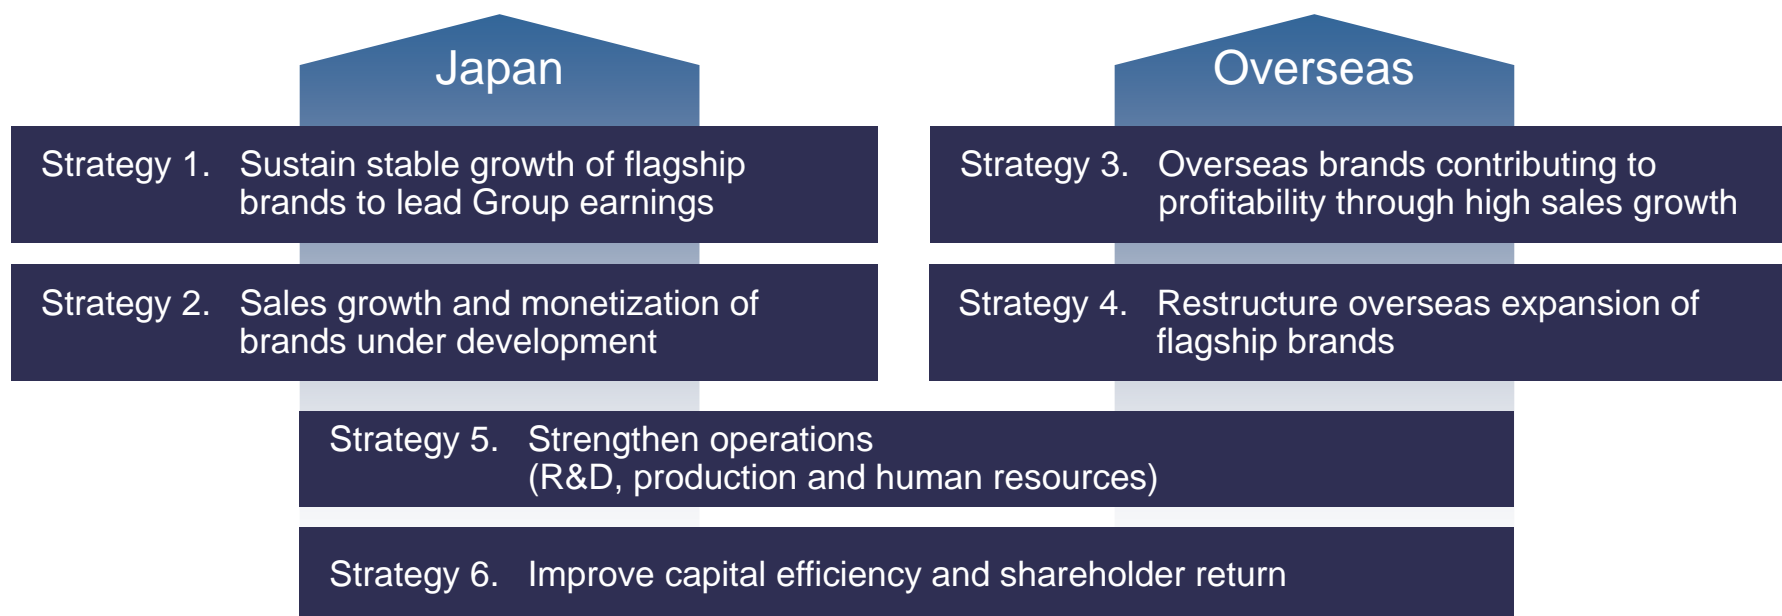 Japan
Strategy 1. Sustain stable growth of flagship
brands to lead Group earnings
Strategy 2. Sales growth and monetization of
brands under development
Overseas
Strategy 3. Overseas brands contributing to
profitability through high sales growth
Strategy 4. Restructure overseas expansion of
flagship brands
Strategy 5. Strengthen operations
(R&D, production and human resources)
Strategy 6. Improve capital efficiency and shareholder return